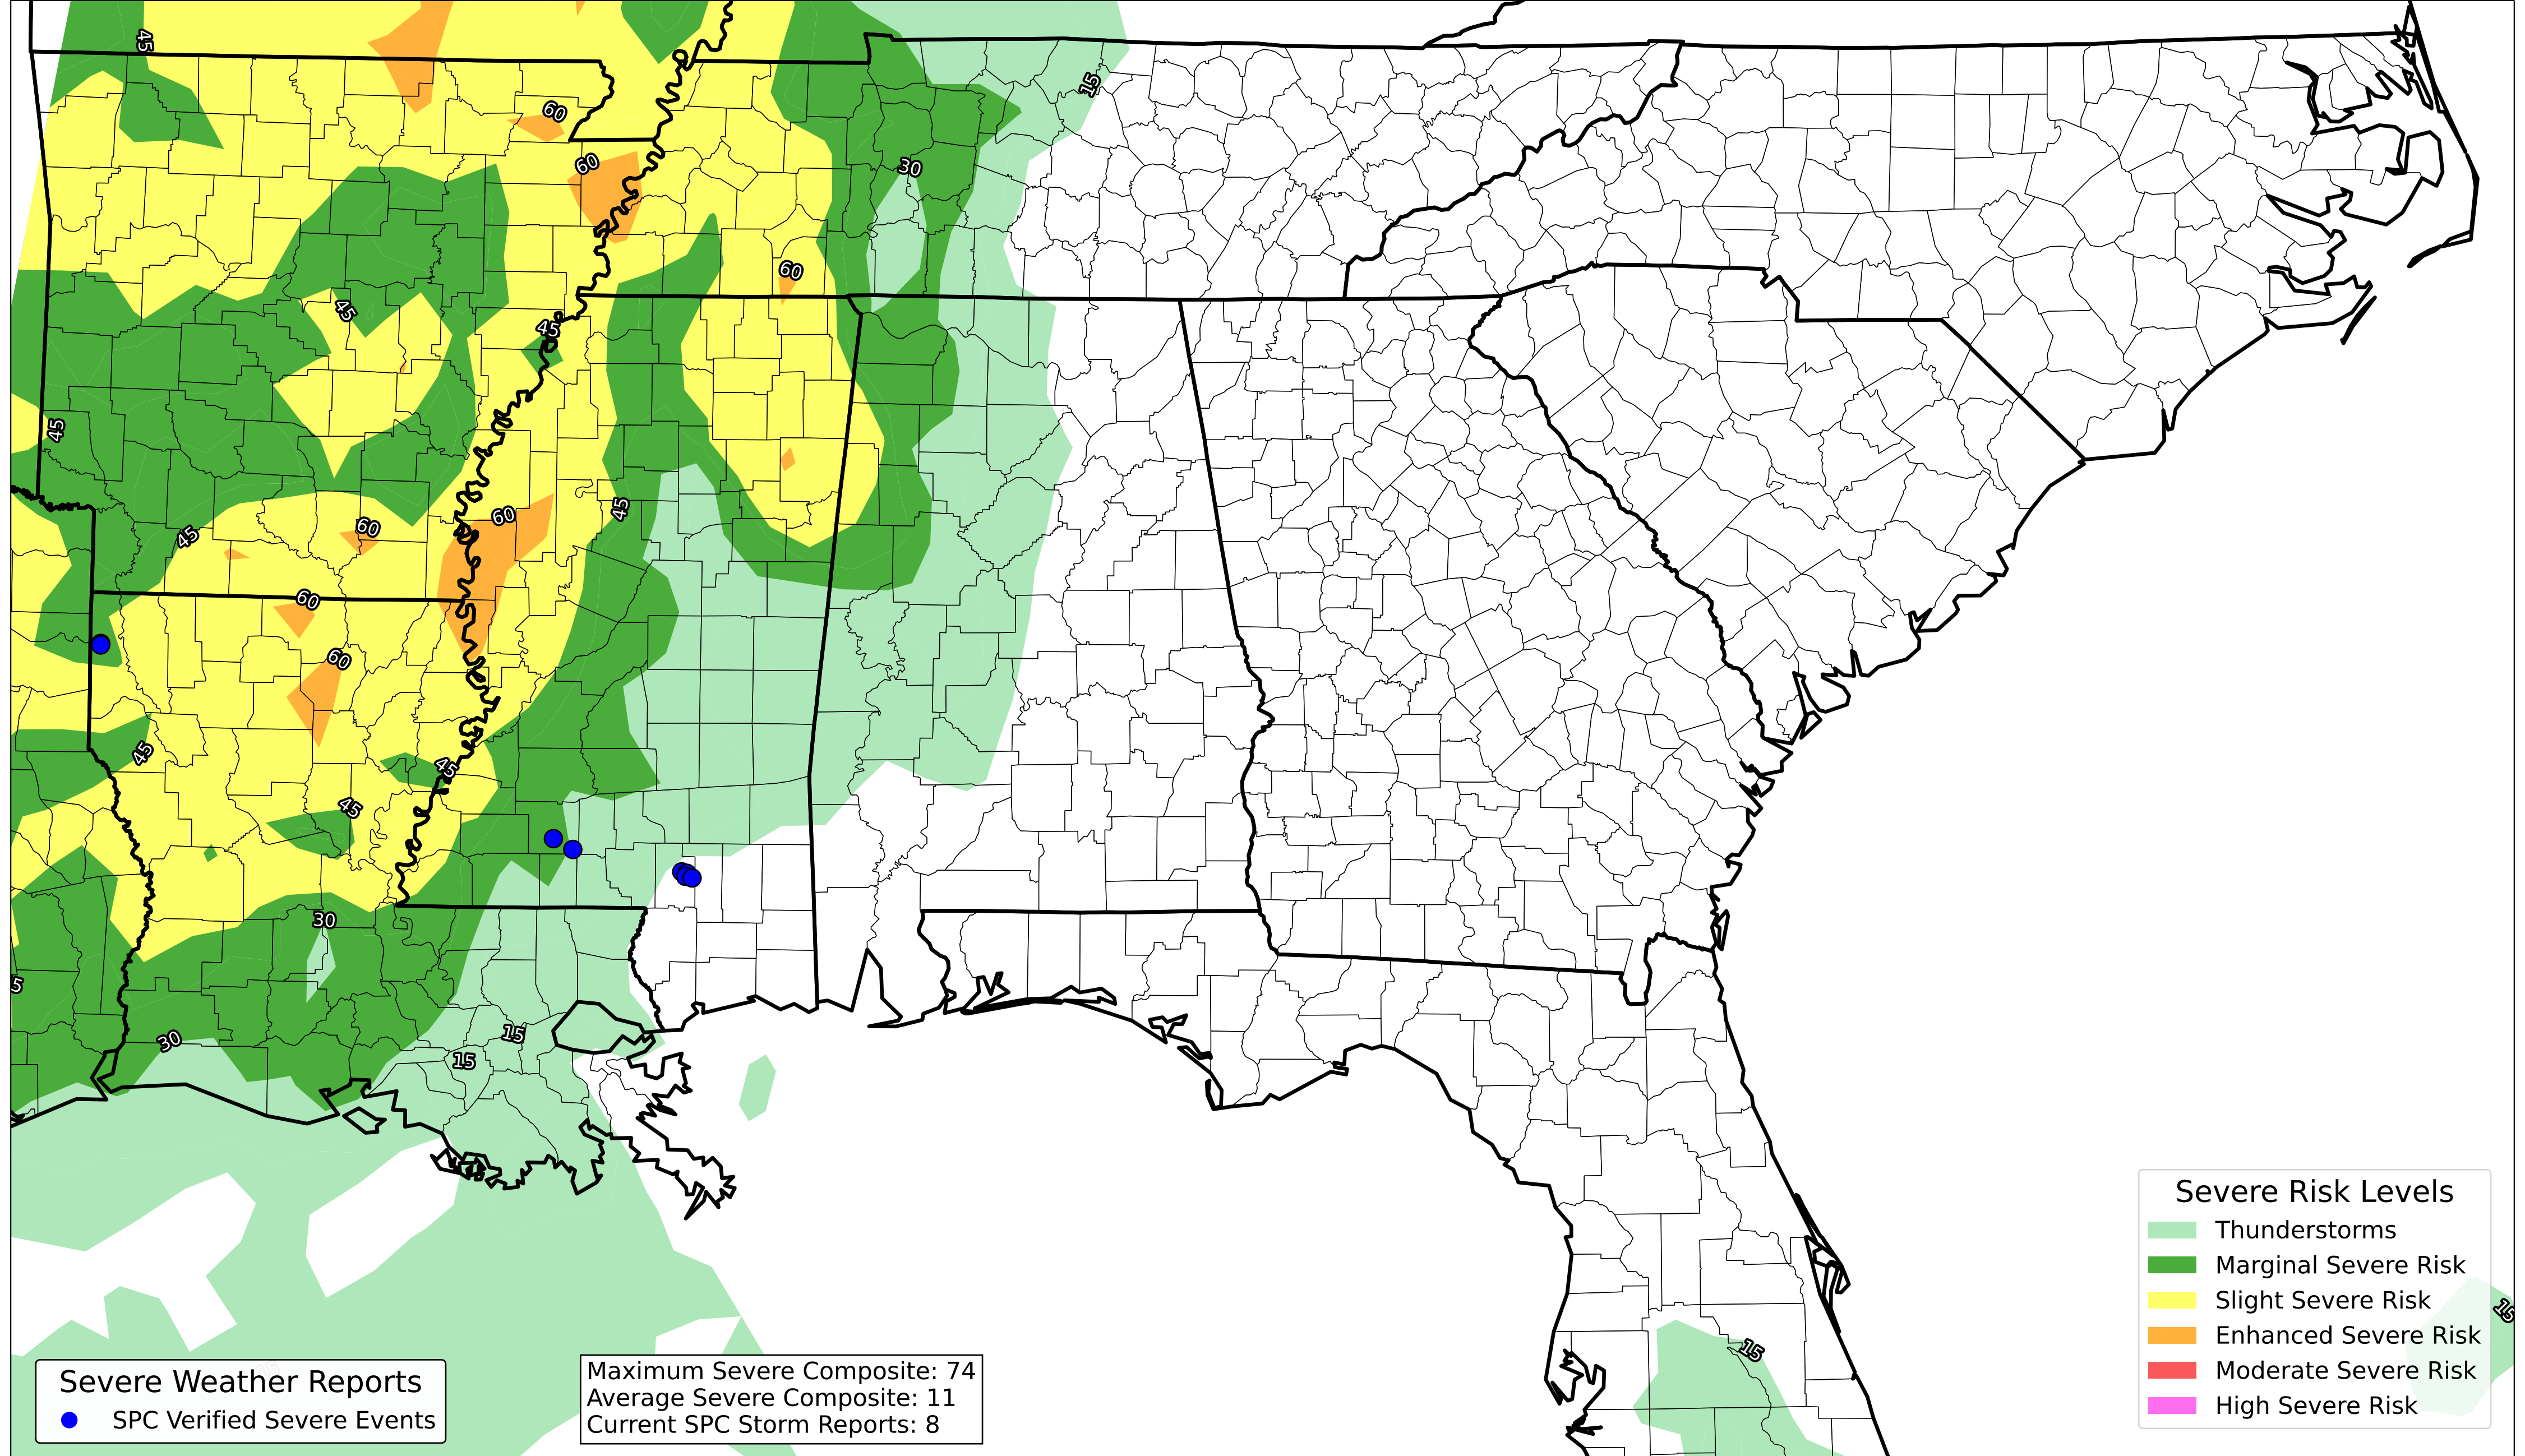 45
15
60
60
30
60
45
45
45
45
60
60
45
60
60
45
45
45
30
5
15
30
15
Severe Risk Levels
Thunderstorms
Marginal Severe Risk
Slight Severe Risk
Enhanced Severe Risk
Moderate Severe Risk
High Severe Risk
15
15
Severe Weather Reports
SPC Verified Severe Events
Maximum Severe Composite: 74
Average Severe Composite: 11
Current SPC Storm Reports: 8